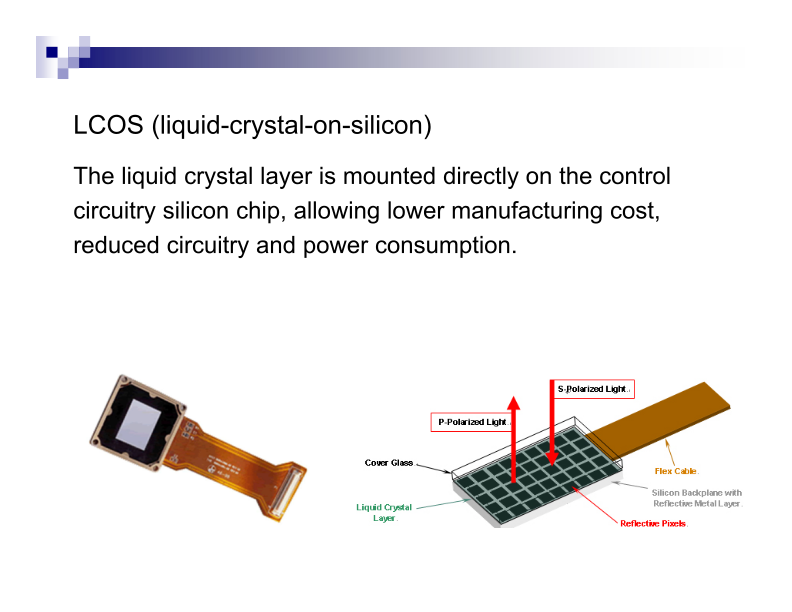 LCOS (liquid-crystal-on-silicon)
The liquid crystal layer is mounted directly on the control
circuitry silicon chip, allowing lower manufacturing cost,
reduced circuitry and power consumption.
S-Polarized Light..
P-Polarized Light .
Cover Glass .
Flex Cable.
Silicon Backplane with
Reflective Metal Layer.
Liquid Crystal
Layer.
Reflective Pixels.